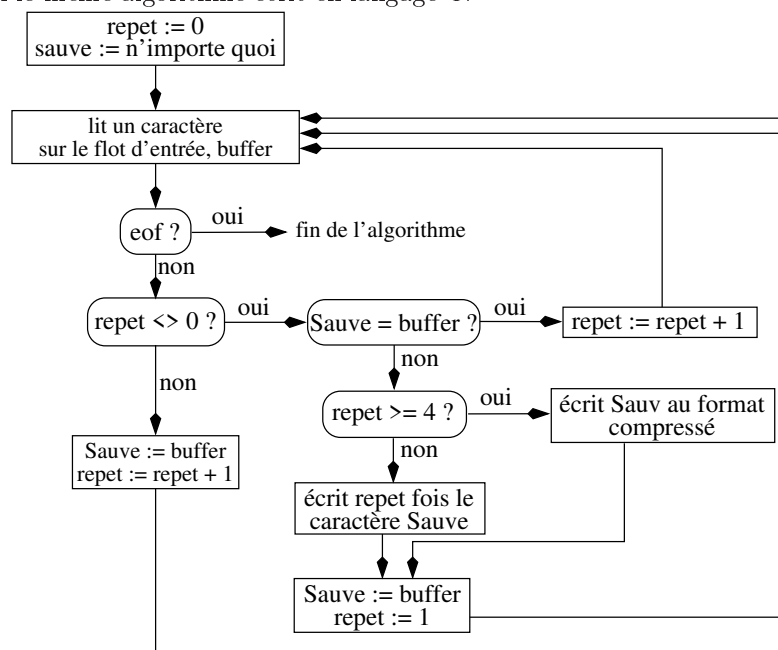 repet := 0
sauve := n'importe quoi
lit un caractère
sur le flot d'entrée, buffer
eof ?
oui
fin de l'algorithme
non
repet <> 0 ?
oui
Sauve = buffer ?
oui
repet := repet + 1
non
non
repet >= 4 ?
oui
écrit Sauv au format
compressé
Sauve := buffer
repet := repet + 1
non
écrit repet fois le
caractère Sauve
Sauve := buffer
repet := 1